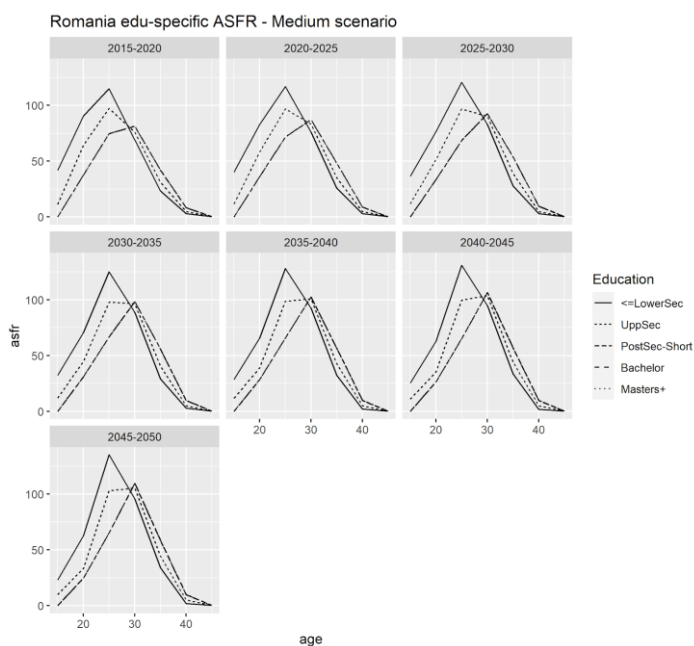 Romania edu-specific ASFR - Medium scenario
2015-2020
2020-2025
2025-2030
100
50
0
2030-2035
2035-2040
2040-2045
100
50
0
asfr
2045-2050
20
30
40
20
30
40
100
50
0
20
30
40
age
Education
<=LowerSec
UppSec
PostSec-Short
Bachelor
Masters+